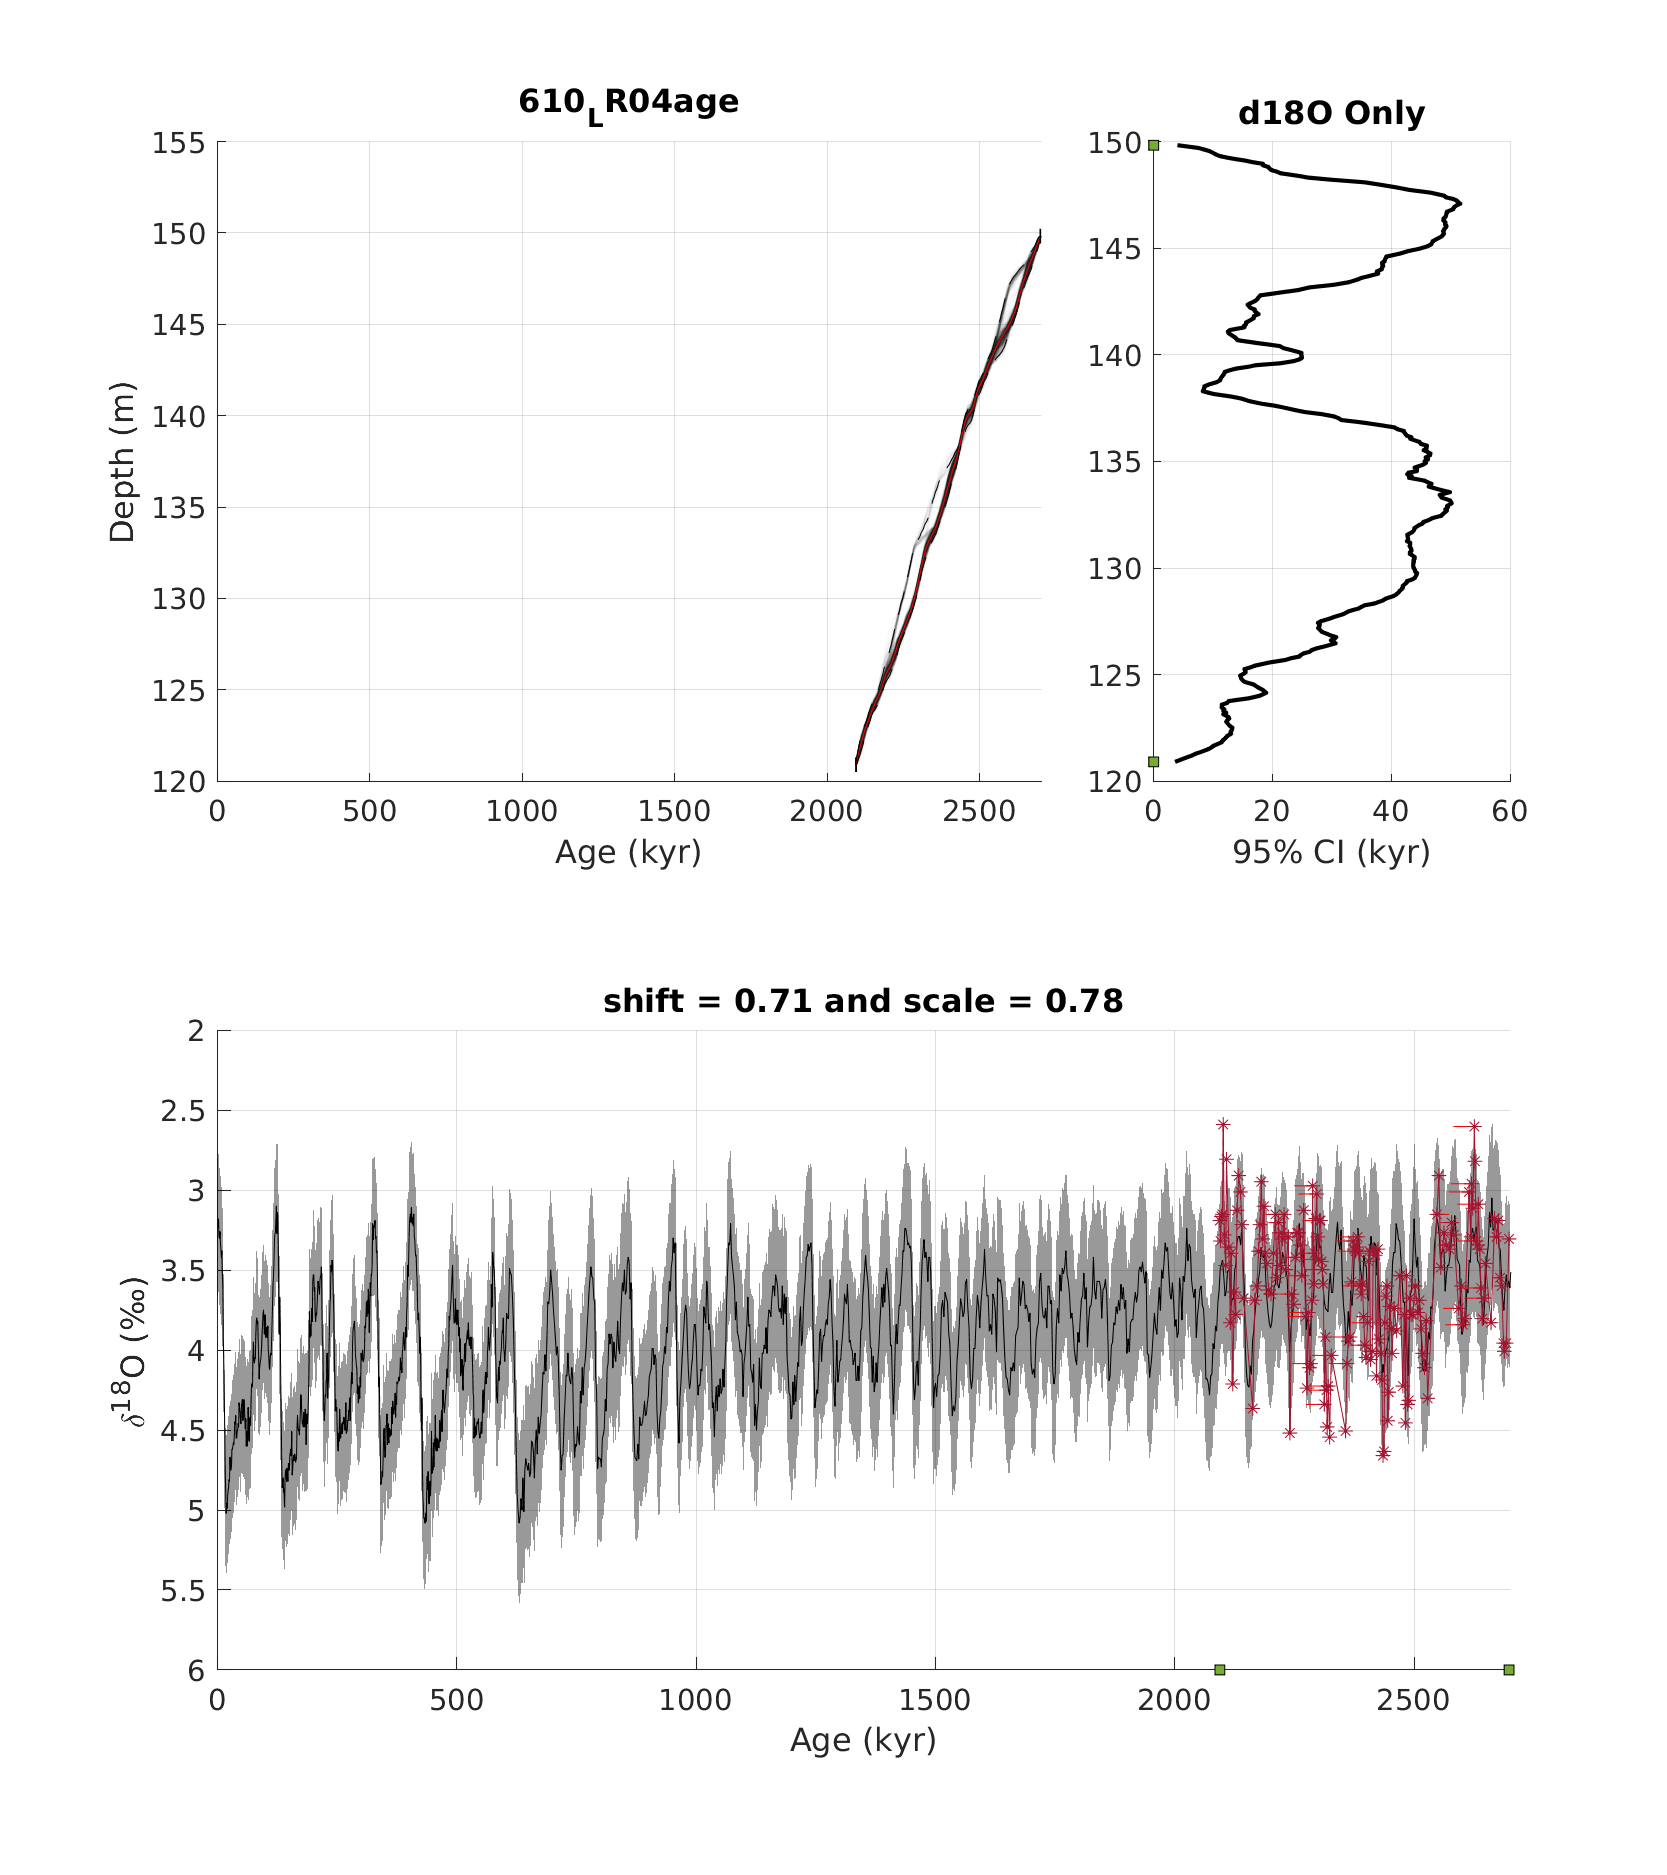 610LR04age
155
150
145
140
135
130
125
120
0 500 1000 1500 2000 2500
Age (kyr)
Depth (m)
d18O Only
150
145
140
135
130
125
120
0 20 40 60
95% CI (kyr)
shift = 0.71 and scale = 0.78
2
2.5
3
3.5
4
4.5
5
5.5
6
δ18O (‰)
0 500 1000 1500 2000 2500
Age (kyr)